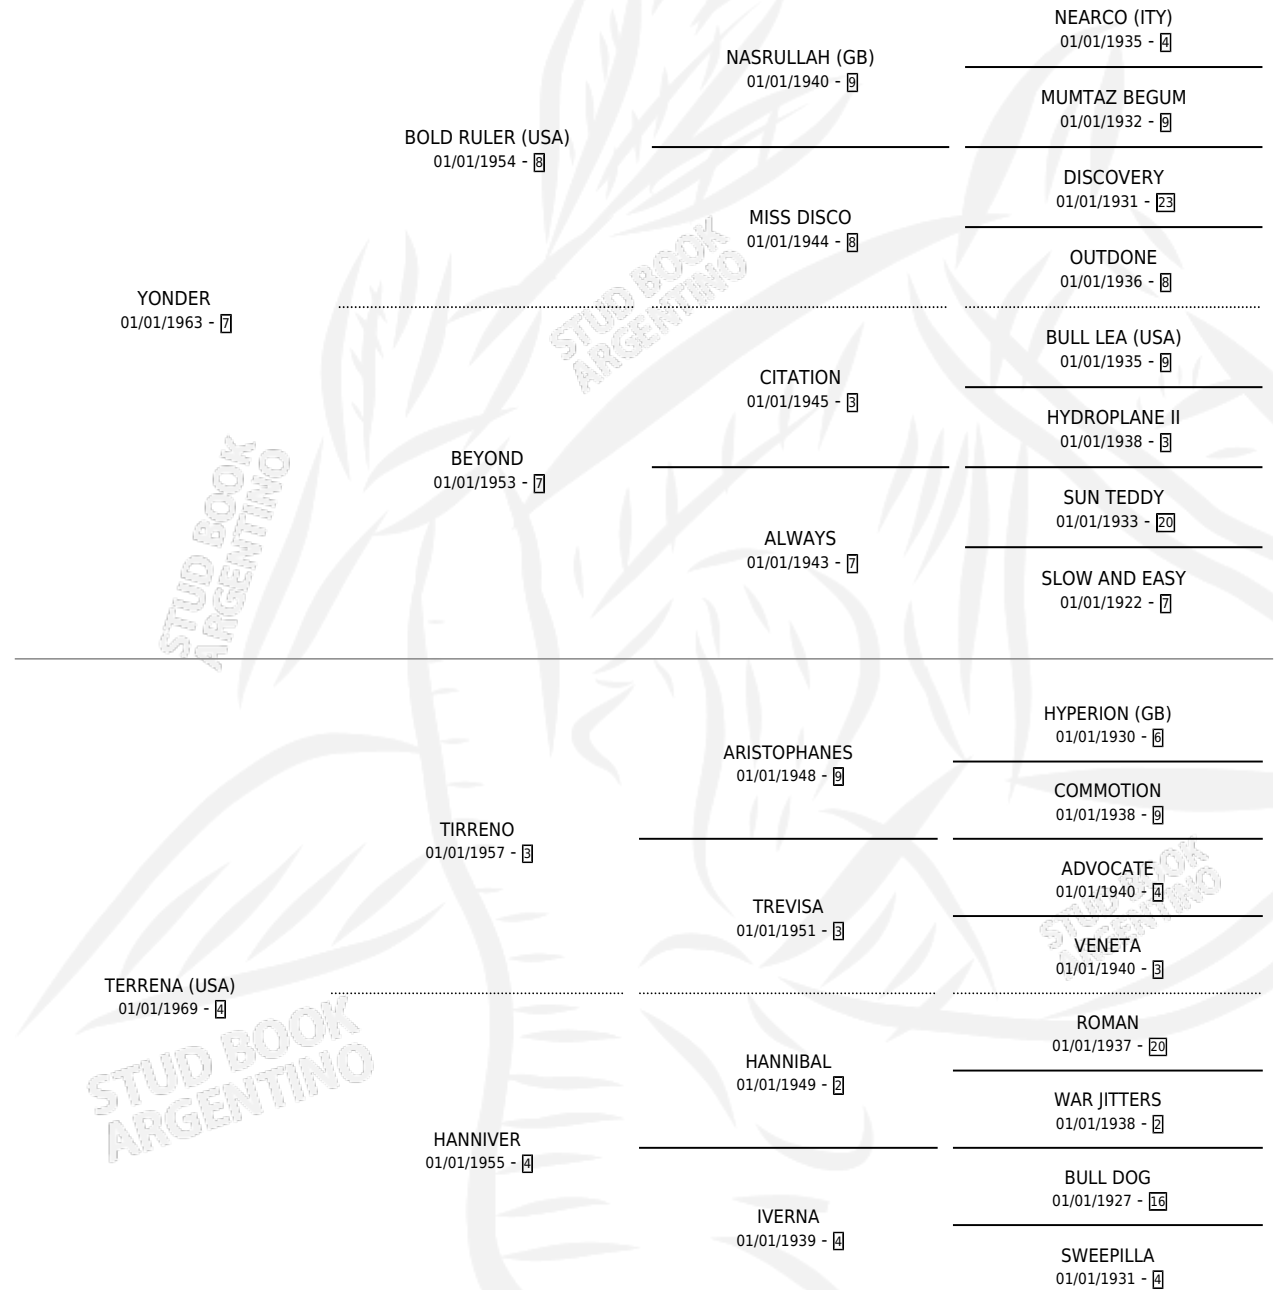 NEARCO (ITY)
01/01/1935 - 4
NASRULLAH (GB)
01/01/1940 - 9
MUMTAZ BEGUM
01/01/1932 - 9
BOLD RULER (USA)
01/01/1954 - 8
DISCOVERY
01/01/1931 - 23
MISS DISCO
01/01/1944 - 8
OUTDONE
01/01/1936 - 8
YONDER
01/01/1963 - 7
STUD BOOK
ARGENTINO
BULL LEA (USA)
01/01/1935 - 9
CITATION
01/01/1945 - 3
HYDROPLANE II
01/01/1938 - 3
BEYOND
01/01/1953 - 7
SUN TEDDY
01/01/1933 - 20
ALWAYS
01/01/1943 - 7
SLOW AND EASY
01/01/1922 - 7
STUD BOOK
ARGENTINO
HYPERION (GB)
01/01/1930 - 6
ARISTOPHANES
01/01/1948 - 9
COMMOTION
01/01/1938 - 9
TIRRENO
01/01/1957 - 3
ADVOCATE
01/01/1940 - 4
TREVISA
01/01/1951 - 3
STUD BOOK
ARGENTINO
VENETA
01/01/1940 - 3
TERRENA (USA)
01/01/1969 - 4
STUD BOOK
ARGENTINO
ROMAN
01/01/1937 - 20
HANNIBAL
01/01/1949 - 2
WAR JITTERS
01/01/1938 - 2
HANNIVER
01/01/1955 - 4
BULL DOG
01/01/1927 - 16
IVERNA
01/01/1939 - 4
SWEEPILLA
01/01/1931 - 4